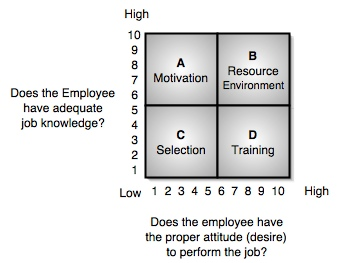 High
10
9
8
7
6
5
4
3
2
1
A
Motivation
B
Resource
Environment
Does the Employee
have adequate
job knowledge?
C
Selection
D
Training
Low 1 2 3 4 5 6 7 8 9 10 High
Does the employee have
the proper attitude (desire)
to perform the job?